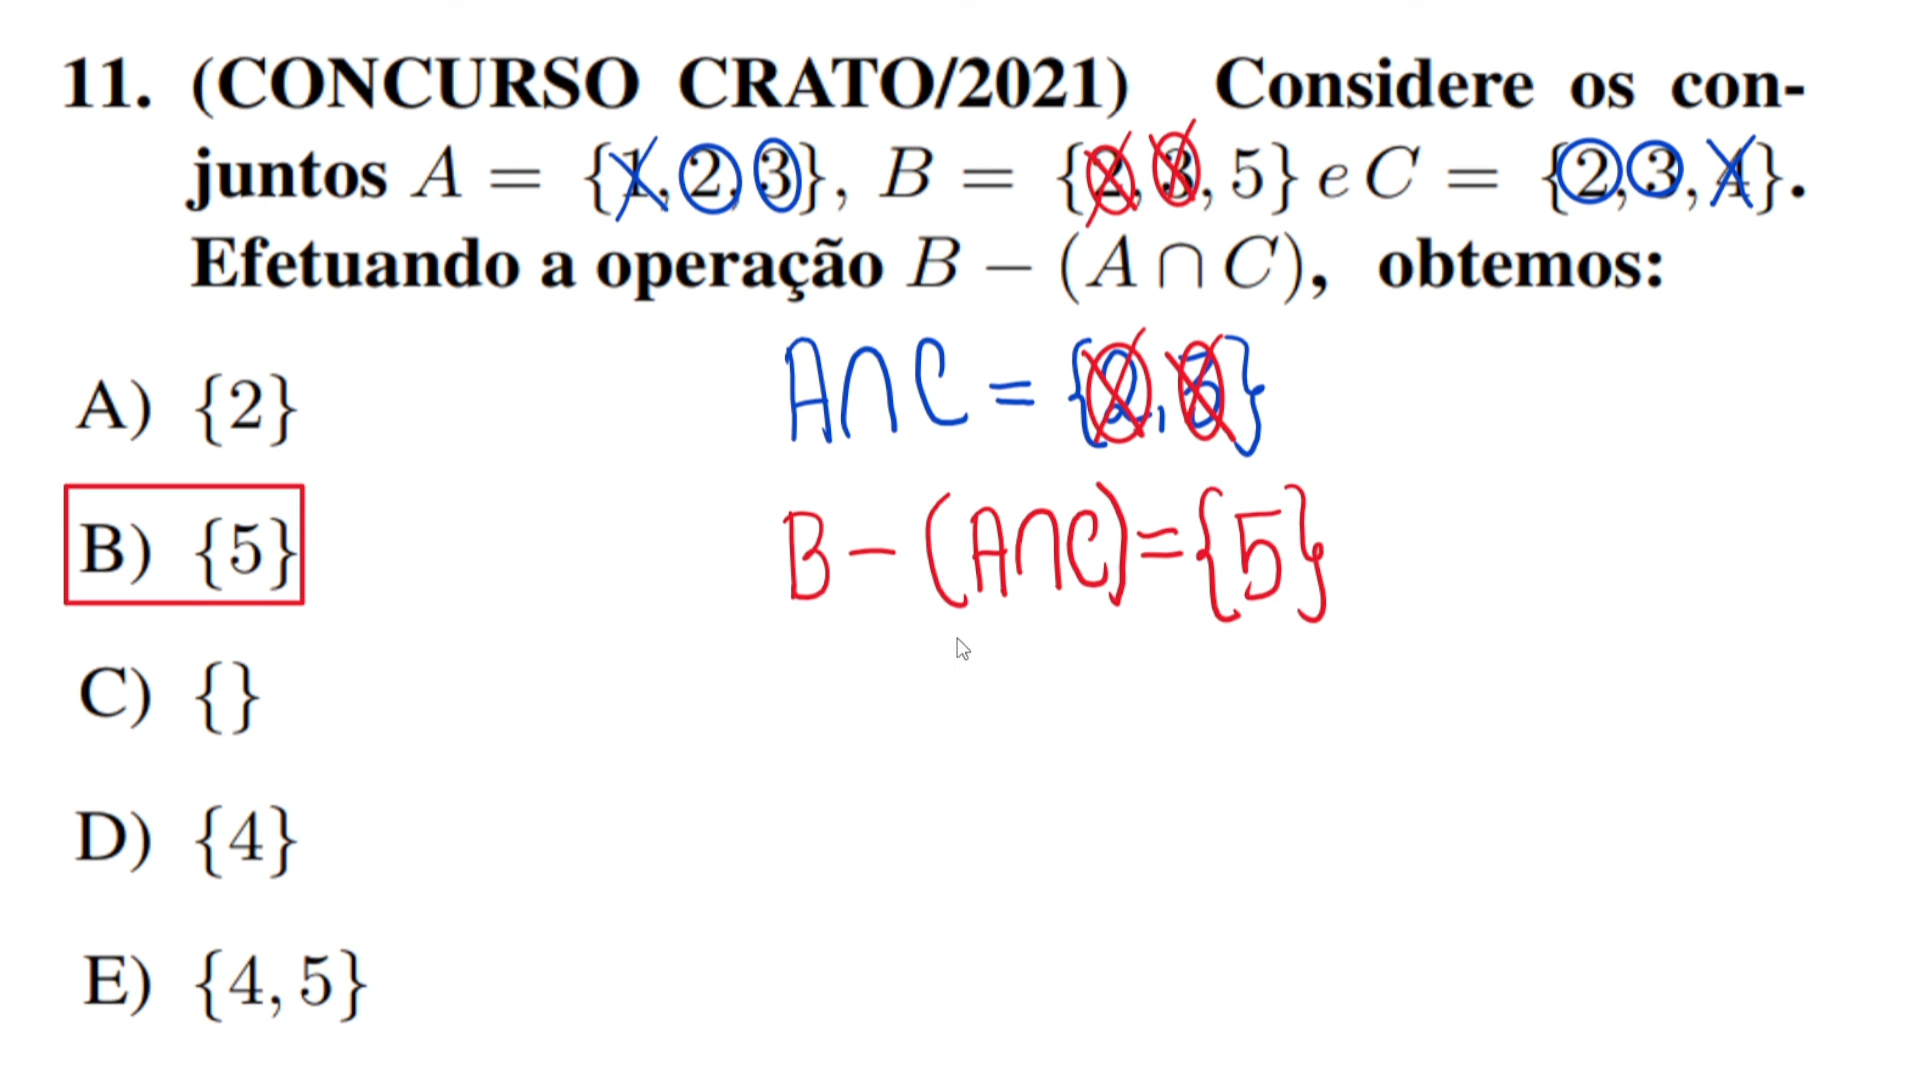 11. (CONCURSO CRATO/2021) Considere os con-
juntos A = {1, 2, 3}, B = {2, 3, 5} e C = {2, 3, 4}.
Efetuando a operação B − (A ∩ C), obtemos:
A∩C = {2,3}
A) {2}
B − (A∩C)={5}
B) {5}
C) {}
D) {4}
E) {4, 5}